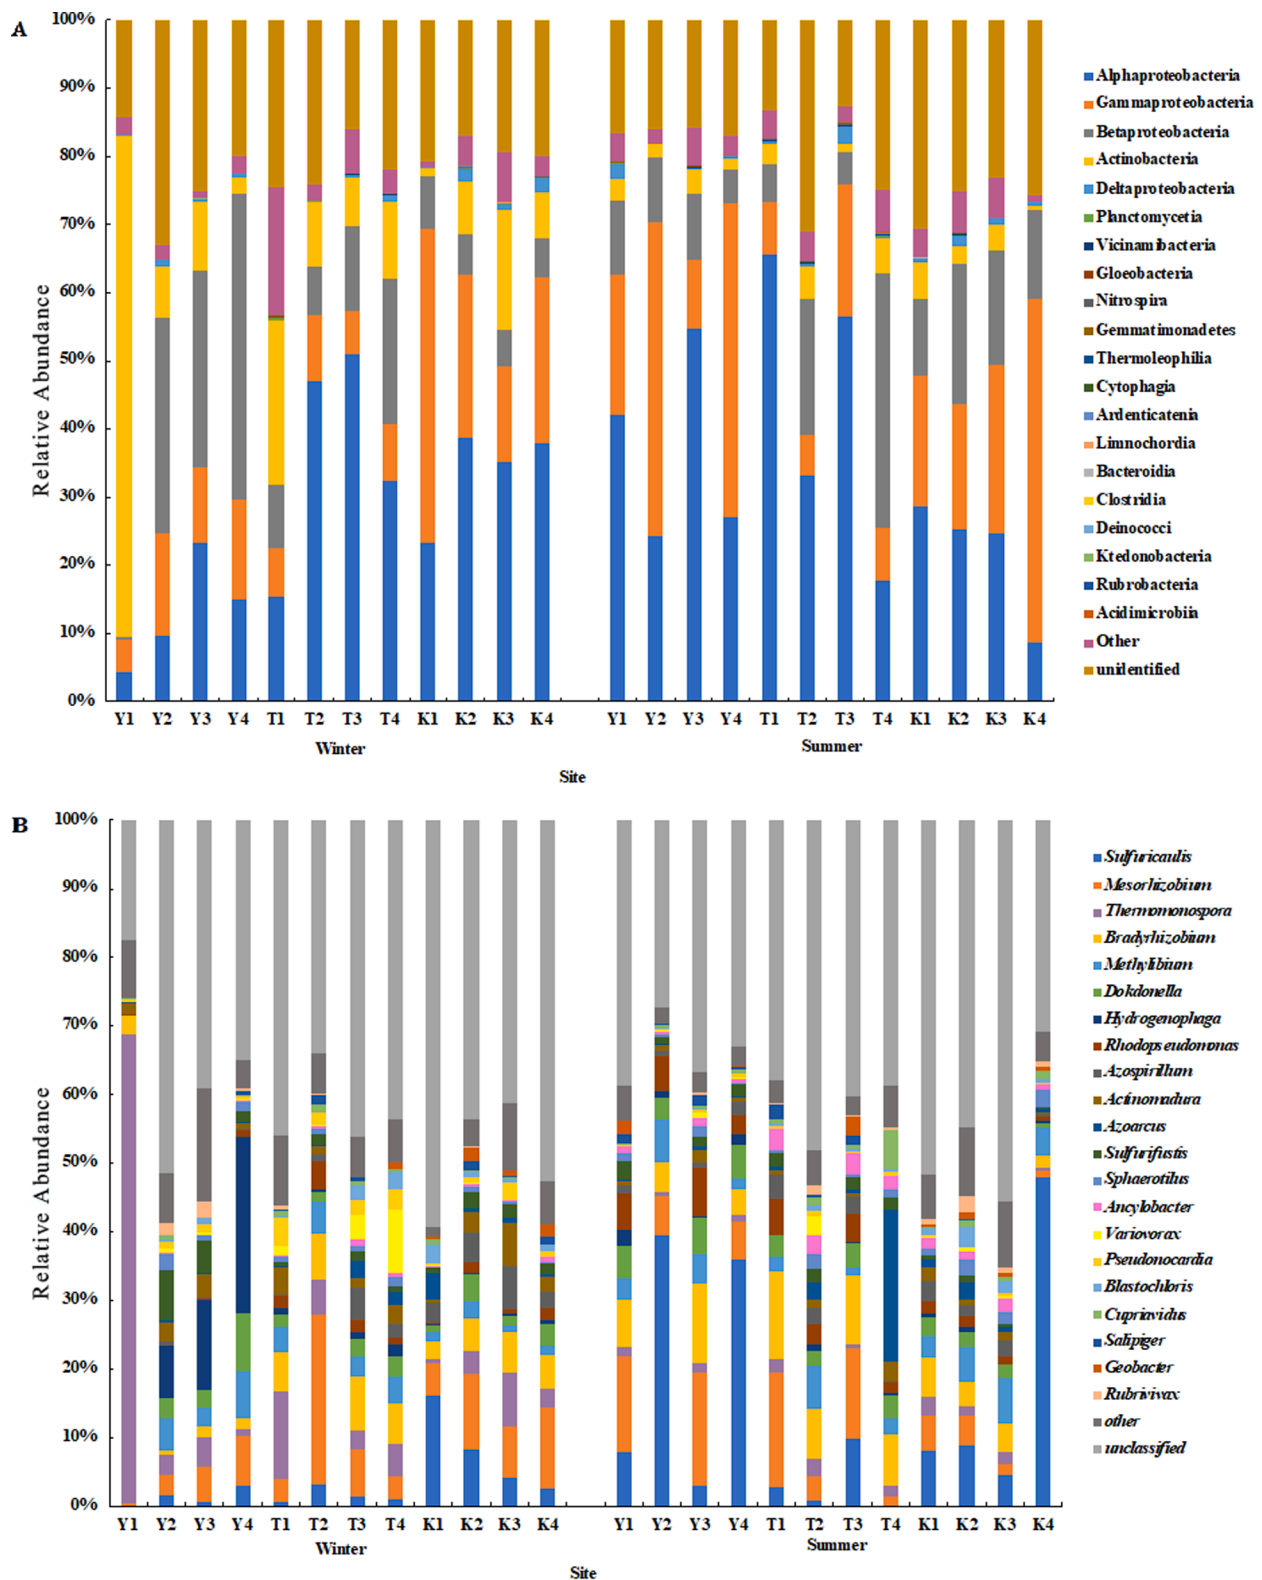 A
100%
90%
80%
70%
60%
50%
40%
30%
20%
10%
0%
Relative Abundance
Y1 Y2 Y3 Y4 T1 T2 T3 T4 K1 K2 K3 K4 Y1 Y2 Y3 Y4 T1 T2 T3 T4 K1 K2 K3 K4
Winter Summer
Site
Alphaproteobacteria
Gammaproteobacteria
Betaproteobacteria
Actinobacteria
Deltaproteobacteria
Planctomycetia
Vicinamibacteria
Gloeobacteria
Nitrospira
Gemmatimonadetes
Thermoleophilia
Cytophagia
Ardenticatenia
Limnochordia
Bacteroidia
Clostridia
Deinococci
Ktedonobacteria
Rubrobacteria
Acidimicrobiia
Other
unidentified
B
100%
90%
80%
70%
60%
50%
40%
30%
20%
10%
0%
Relative Abundance
Y1 Y2 Y3 Y4 T1 T2 T3 T4 K1 K2 K3 K4 Y1 Y2 Y3 Y4 T1 T2 T3 T4 K1 K2 K3 K4
Winter Summer
Site
Sulfuricaulis
Mesorhizobium
Thermomonospora
Bradyrhizobium
Methylibium
Dokdonella
Hydrogenophaga
Rhodopseudomonas
Azospirillum
Actinomadura
Azoarcus
Sulfurifustis
Sphaerotilus
Ancylobacter
Variovorax
Pseudonocardia
Blastochloris
Cupriavidus
Salipiger
Geobacter
Rubrivivax
other
unclassified